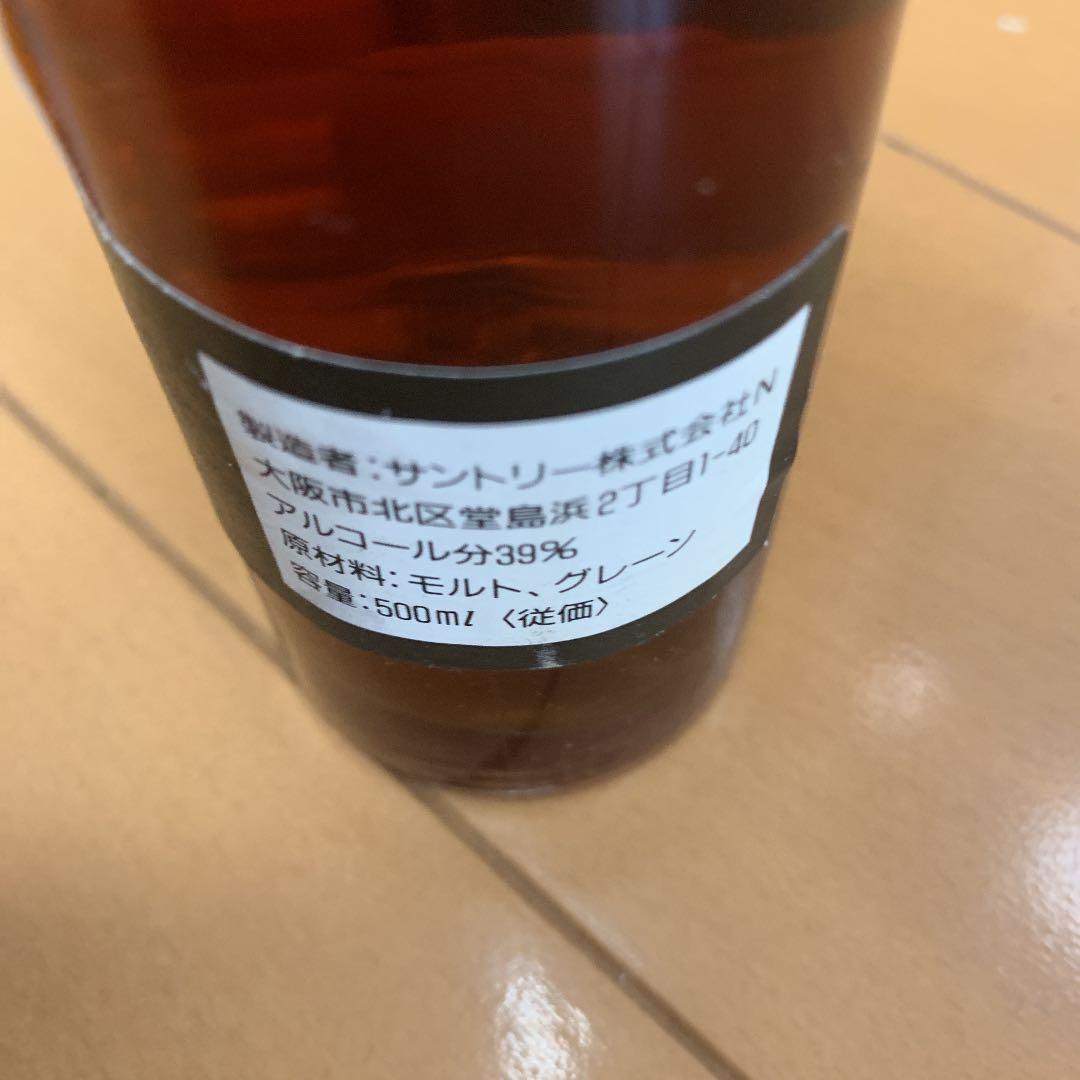 製造者:サントリー株式会社N
大阪市北区堂島浜2丁目1-40
アルコール分39%
原材料:モルト、グレーン
容量:500ml〈従価〉